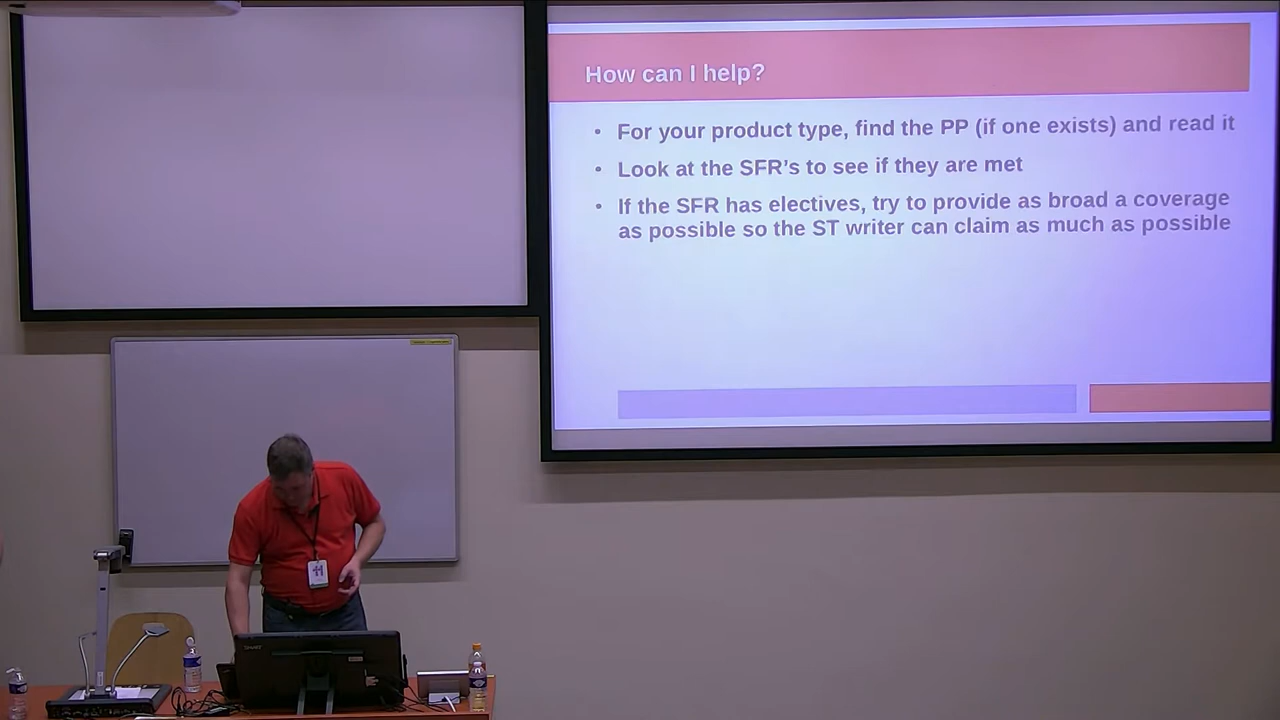 How can I help?
• For your product type, find the PP (if one exists) and read it
• Look at the SFR's to see if they are met
• If the SFR has electives, try to provide as broad a coverage
as possible so the ST writer can claim as much as possible
SMART